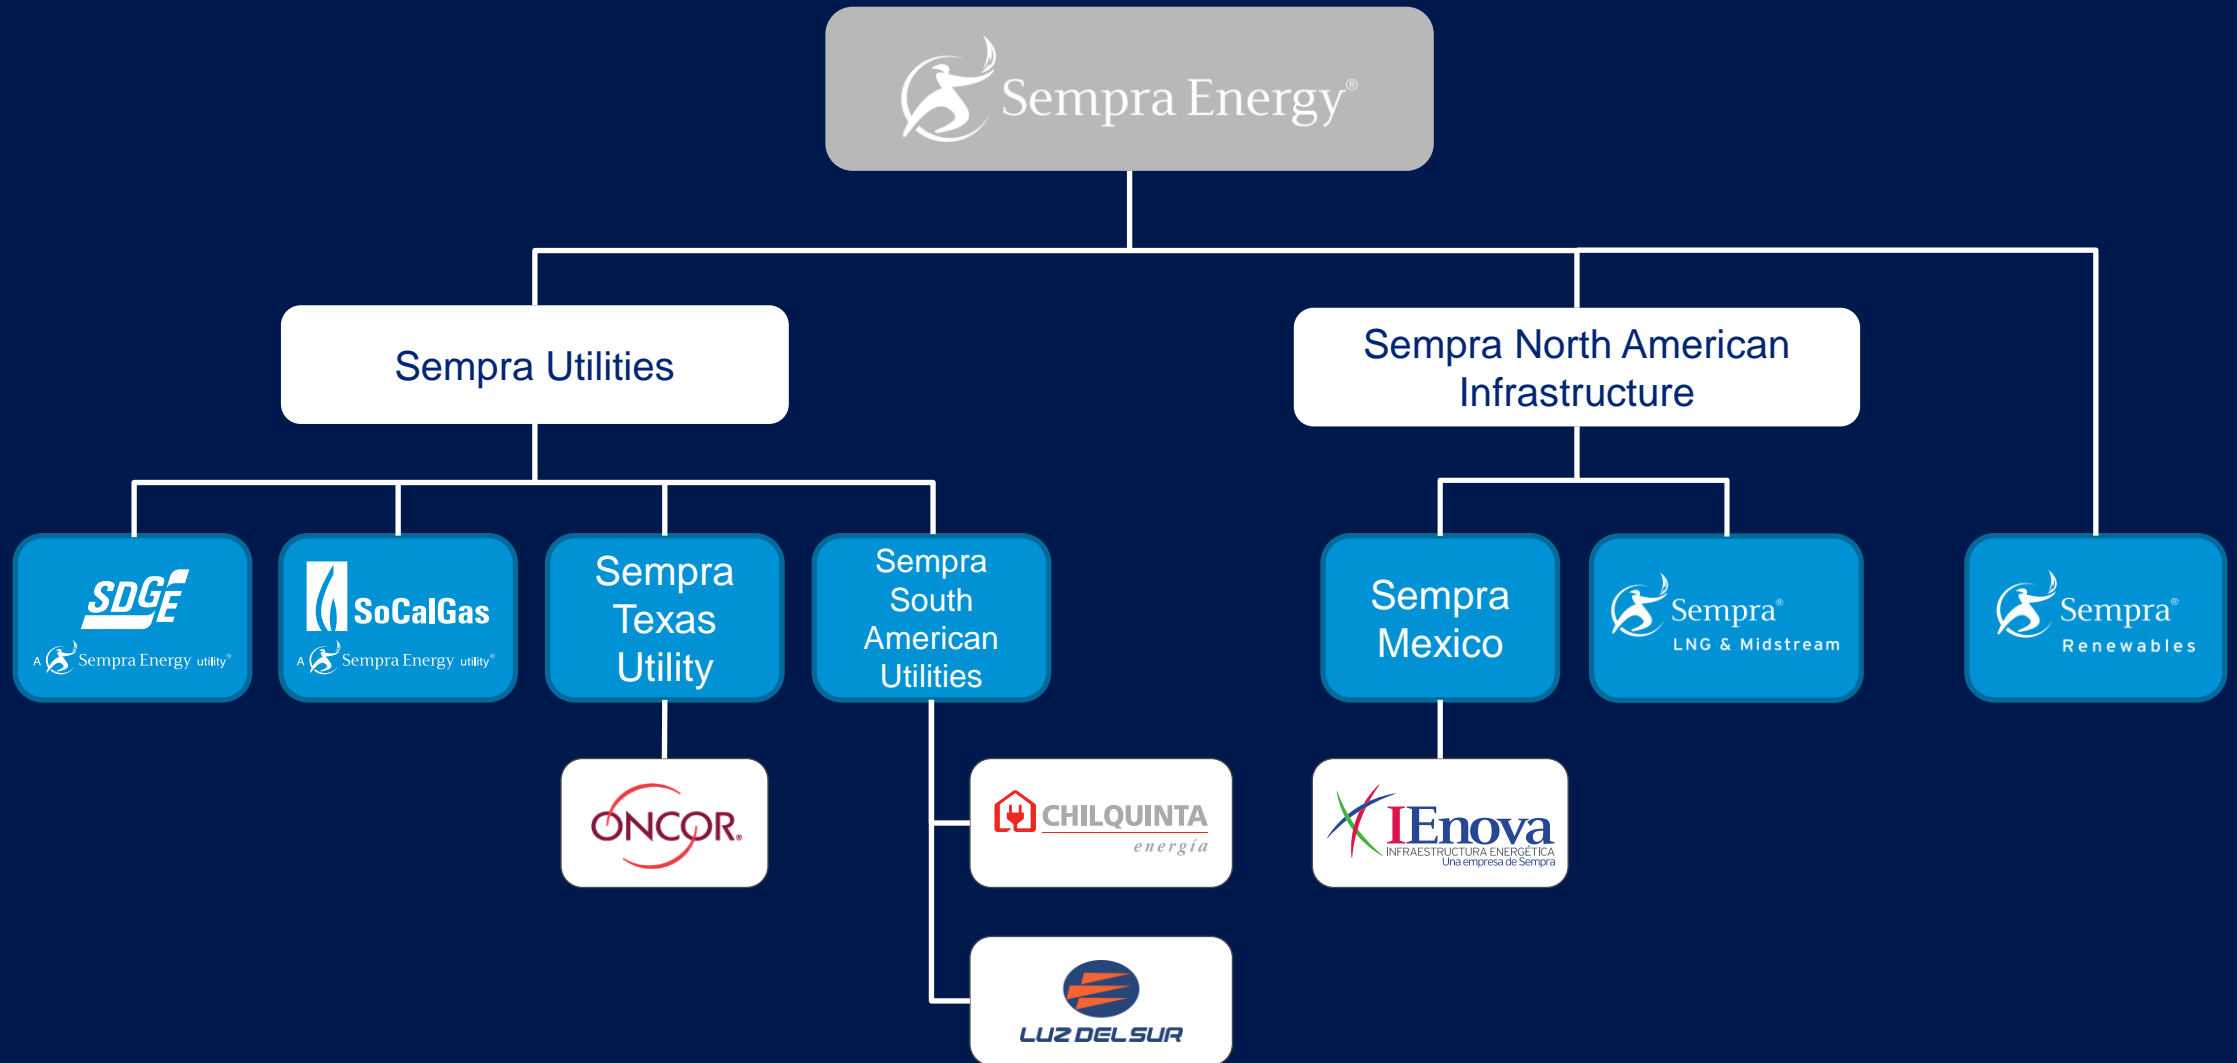 Sempra Energy®
Sempra Utilities
Sempra North American
Infrastructure
SDGE
A Sempra Energy utility®
SoCalGas
A Sempra Energy utility®
Sempra
Texas
Utility
Sempra
South
American
Utilities
Sempra
Mexico
Sempra®
LNG & Midstream
Sempra®
Renewables
ONCOR®
CHILQUINTA
energía
IEnova
INFRAESTRUCTURA ENERGÉTICA
Una empresa de Sempra
LUZ DEL SUR